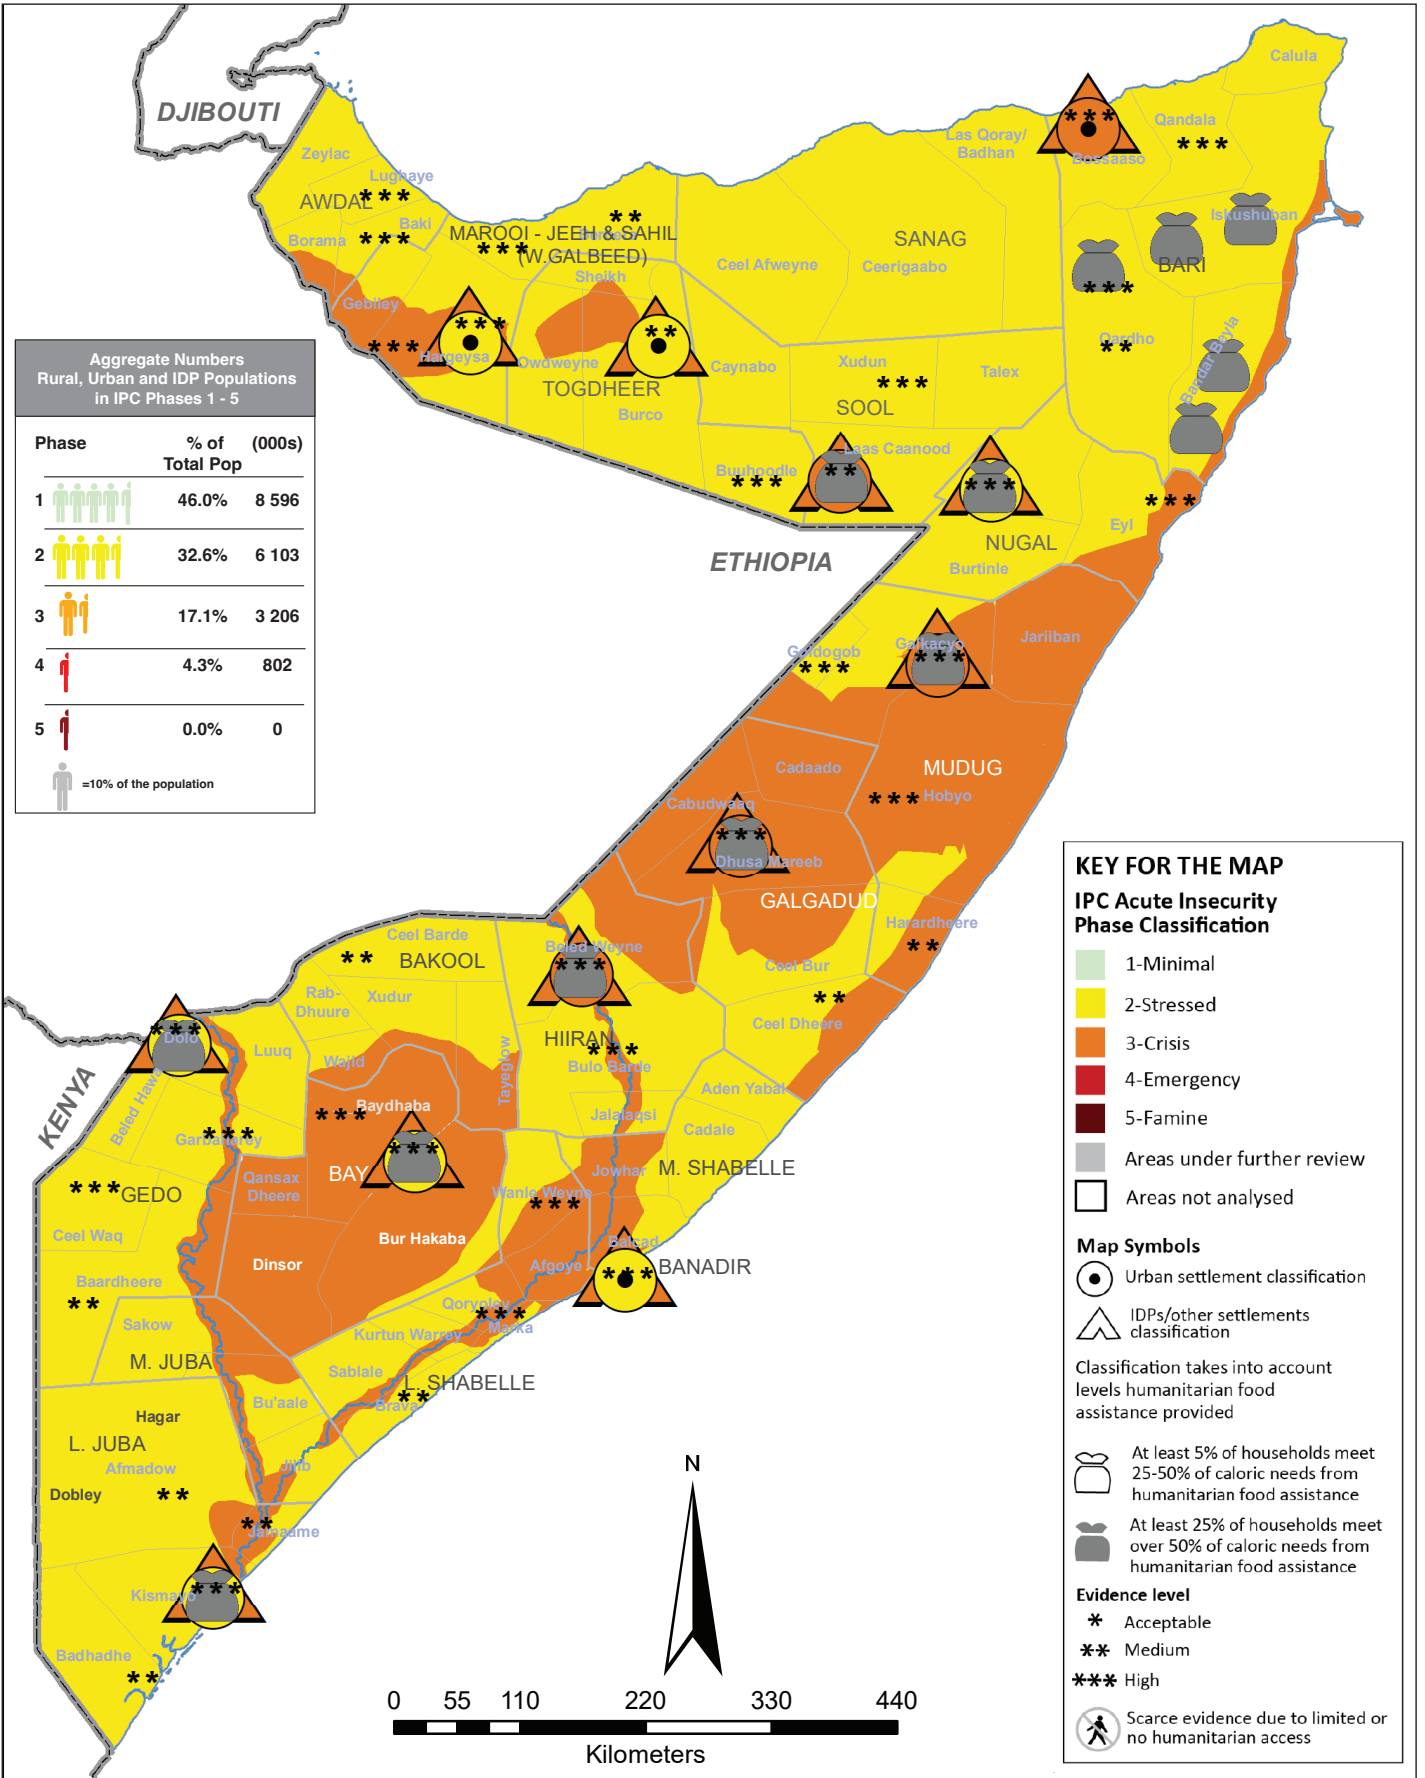 DJIBOUTI
Calula
Las Qoray/
Badhan
Qandala
***
***
Bossaaso
Zeylac
Lughaye
AWDAL
***
Baki
Borama
***
**
MAROOI - JEEH & SAHIL
***
(W.GALBEED)
Sheikh
SANAG
Ceel Afweyne
Ceerigaabo
Iskushuban
BARI
***
Gebiley
***
***
Hargeysa
**
Owdweyne
TOGDHEER
Burco
Caynabo
Xudun
***
SOOL
Talex
Qardho
**
Bandar Beyla
Laas Caanood
**
Buuhoodle
***
***
***
Eyl
NUGAL
Burtinle
ETHIOPIA
Aggregate Numbers
Rural, Urban and IDP Populations
in IPC Phases 1 - 5
Phase % of (000s)
Total Pop
1 46.0% 8 596
2 32.6% 6 103
3 17.1% 3 206
4 4.3% 802
5 0.0% 0
=10% of the population
Goldogob
***
Galkacyo
***
Jariiban
Cadaado
MUDUG
***
Hobyo
Cabudwaaq
***
Dhusa Mareeb
GALGADUD
Harardheere
**
Ceel Bur
**
Ceel Dheere
Ceel Barde
**
BAKOOL
Beled Weyne
***
Rab-
Dhuure
Xudur
HIIRAN
***
Bulo Barde
Tayeglow
Wajid
Luuq
***
Dolo
KENYA
Beled Hawa
Aden Yabal
Jalalaqsi
Cadale
Baydhaba
***
***
BAY
Garbaharey
***
Qansax
Dheere
Jowhar
M. SHABELLE
Wanle Weyne
***
***
GEDO
Ceel Waq
Bur Hakaba
Dinsor
Balcad
***
BANADIR
Afgoye
Baardheere
**
Qoryoley
***
Marka
Sakow
M. JUBA
Kurtun Warrey
Sablale
L. SHABELLE
**
Brava
Bu'aale
Hagar
L. JUBA
Afmadow
Dobley
**
Jilib
**
Jamaame
Kismayo
***
Badhadhe
**
N
0 55 110 220 330 440
Kilometers
KEY FOR THE MAP
IPC Acute Insecurity
Phase Classification
1-Minimal
2-Stressed
3-Crisis
4-Emergency
5-Famine
Areas under further review
Areas not analysed
Map Symbols
Urban settlement classification
IDPs/other settlements
classification
Classification takes into account
levels humanitarian food
assistance provided
At least 5% of households meet
25-50% of caloric needs from
humanitarian food assistance
At least 25% of households meet
over 50% of caloric needs from
humanitarian food assistance
Evidence level
* Acceptable
** Medium
*** High
Scarce evidence due to limited or
no humanitarian access